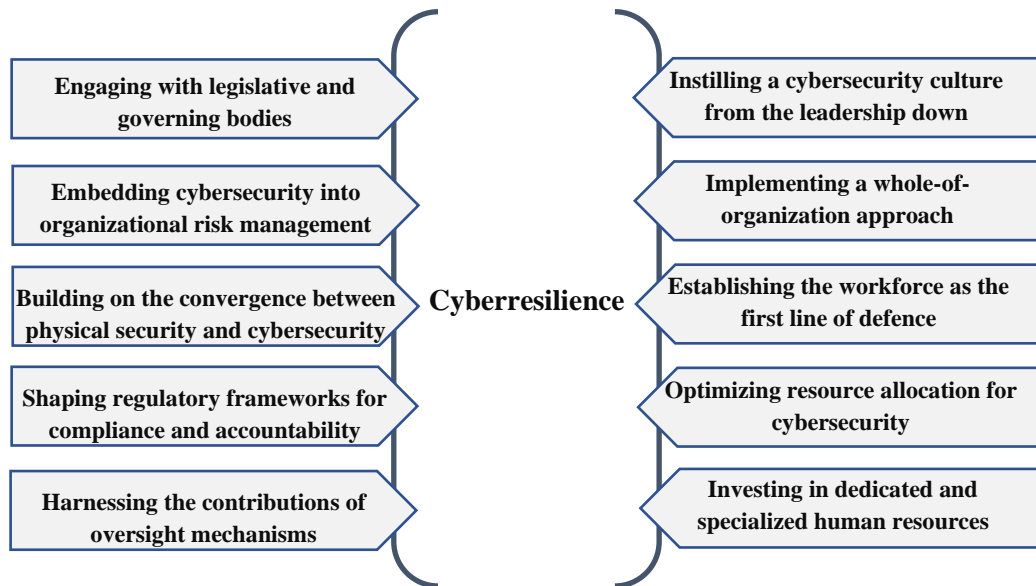 Engaging with legislative and
governing bodies
Embedding cybersecurity into
organizational risk management
Building on the convergence between
physical security and cybersecurity
Shaping regulatory frameworks for
compliance and accountability
Harnessing the contributions of
oversight mechanisms
Cyberresilience
Instilling a cybersecurity culture
from the leadership down
Implementing a whole-of-
organization approach
Establishing the workforce as the
first line of defence
Optimizing resource allocation for
cybersecurity
Investing in dedicated and
specialized human resources